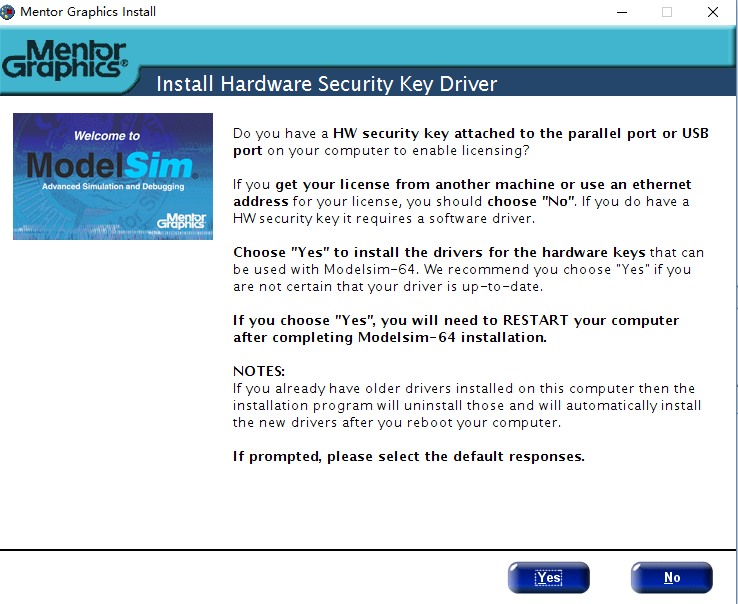 Mentor Graphics Install
Mentor
Graphics®
Install Hardware Security Key Driver
Welcome to
ModelSim®
Advanced Simulation and Debugging
Mentor
Graphics
Do you have a HW security key attached to the parallel port or USB
port on your computer to enable licensing?
If you get your license from another machine or use an ethernet
address for your license, you should choose "No". If you do have a
HW security key it requires a software driver.
Choose "Yes" to install the drivers for the hardware keys that can
be used with Modelsim-64. We recommend you choose "Yes" if you
are not certain that your driver is up-to-date.
If you choose "Yes", you will need to RESTART your computer
after completing Modelsim-64 installation.
NOTES:
If you already have older drivers installed on this computer then the
installation program will uninstall those and will automatically install
the new drivers after you reboot your computer.
If prompted, please select the default responses.
Yes
No